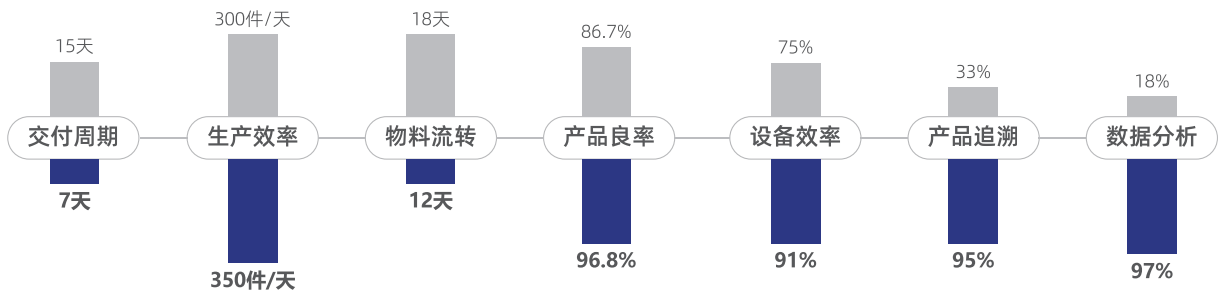 15天
300件/天
18天
86.7%
75%
33%
18%
交付周期
生产效率
物料流转
产品良率
设备效率
产品追溯
数据分析
7天
350件/天
12天
96.8%
91%
95%
97%